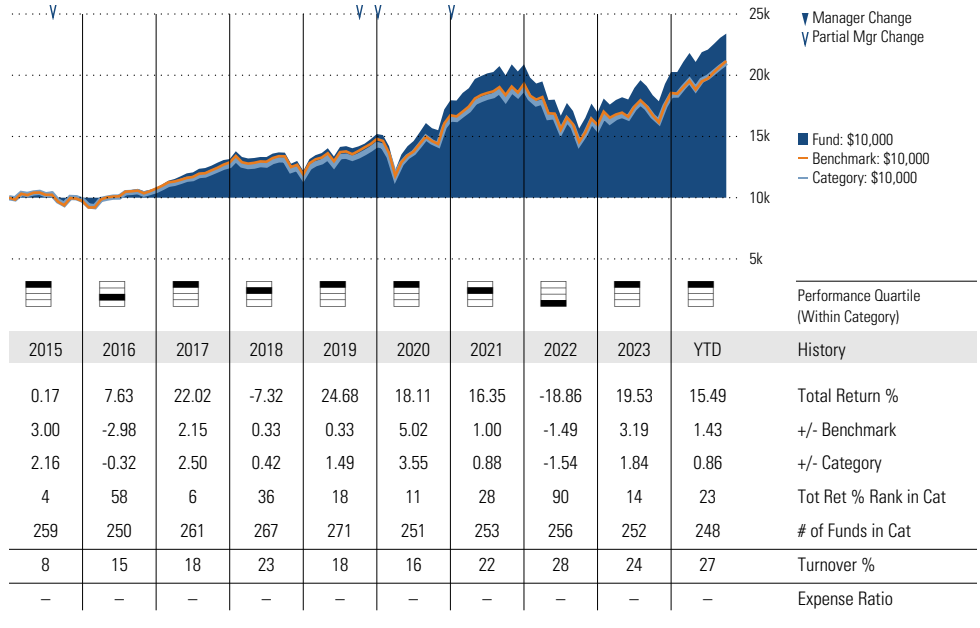 25k
20k
15k
10k
5k
Manager Change
Partial Mgr Change
Fund: $10,000
Benchmark: $10,000
Category: $10,000
Performance Quartile
(Within Category)
2015 2016 2017 2018 2019 2020 2021 2022 2023 YTD History
0.17 7.63 22.02 -7.32 24.68 18.11 16.35 -18.86 19.53 15.49 Total Return %
3.00 -2.98 2.15 0.33 0.33 5.02 1.00 -1.49 3.19 1.43 +/- Benchmark
2.16 -0.32 2.50 0.42 1.49 3.55 0.88 -1.54 1.84 0.86 +/- Category
4 58 6 36 18 11 28 90 14 23 Tot Ret % Rank in Cat
259 250 261 267 271 251 253 256 252 248 # of Funds in Cat
8 15 18 23 18 16 22 28 24 27 Turnover %
– – – – – – – – – – Expense Ratio